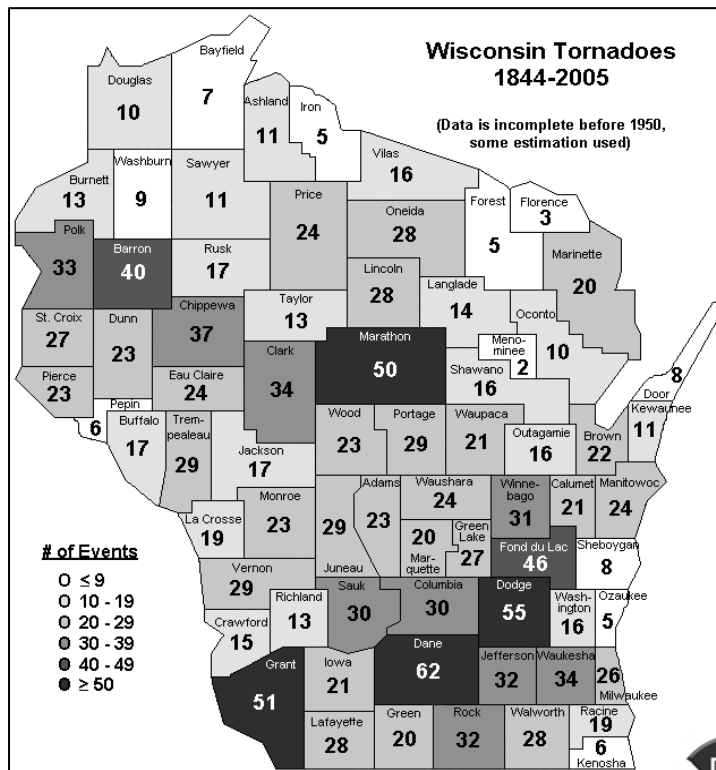 Wisconsin Tornadoes
1844-2005
(Data is incomplete before 1950,
some estimation used)
Douglas
10
Bayfield
7
Ashland
11
Iron
5
Vilas
16
Burnett
13
Washburn
9
Sawyer
11
Price
24
Oneida
28
Forest
5
Florence
3
Marinette
20
Polk
33
Barron
40
Rusk
17
Lincoln
28
Langlade
14
Oconto
10
St. Croix
27
Dunn
23
Chippewa
37
Taylor
13
Clark
34
Marathon
50
Meno-
minee
2
Shawano
16
Door
8
Pierce
23
Pepin
6
Eau Claire
24
Buffalo
17
Trem-
pealeau
29
Jackson
17
Wood
23
Portage
29
Waupaca
21
Outagamie
16
Brown
22
Kewaunee
11
La Crosse
19
Monroe
23
Juneau
29
Adams
23
Waushara
24
Winne-
bago
31
Calumet
21
Manitowoc
24
Mar-
quette
20
Green
Lake
27
Fond du Lac
46
Sheboygan
8
Vernon
29
Crawford
15
Richland
13
Sauk
30
Columbia
30
Dodge
55
Wash-
ington
16
Ozaukee
5
Grant
51
Iowa
21
Dane
62
Jefferson
32
Waukesha
34
Milwaukee
26
Lafayette
28
Green
20
Rock
32
Walworth
28
Racine
19
Kenosha
6
# of Events
O ≤ 9
O 10 - 19
20 - 29
30 - 39
40 - 49
≥ 50